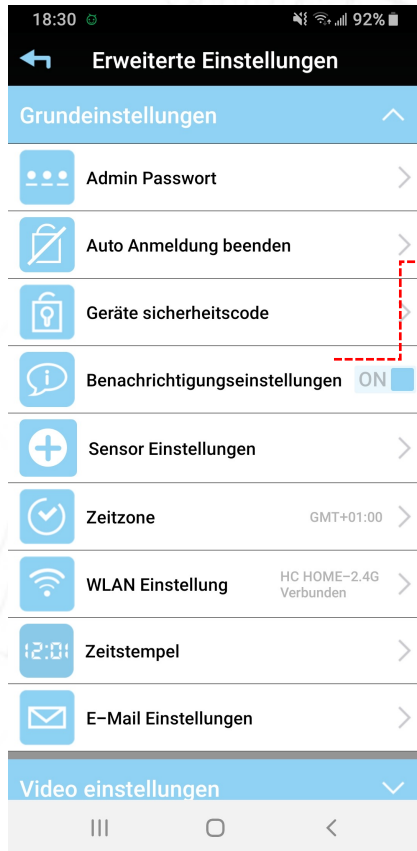 18:30 92%
Erweiterte Einstellungen
Grundeinstellungen
Admin Passwort
Auto Anmeldung beenden
Geräte sicherheitscode
Benachrichtigungseinstellungen ON
Sensor Einstellungen
Zeitzone GMT+01:00
WLAN Einstellung HC HOME-2.4G
Verbunden
12:01 Zeitstempel
E-Mail Einstellungen
Video einstellungen